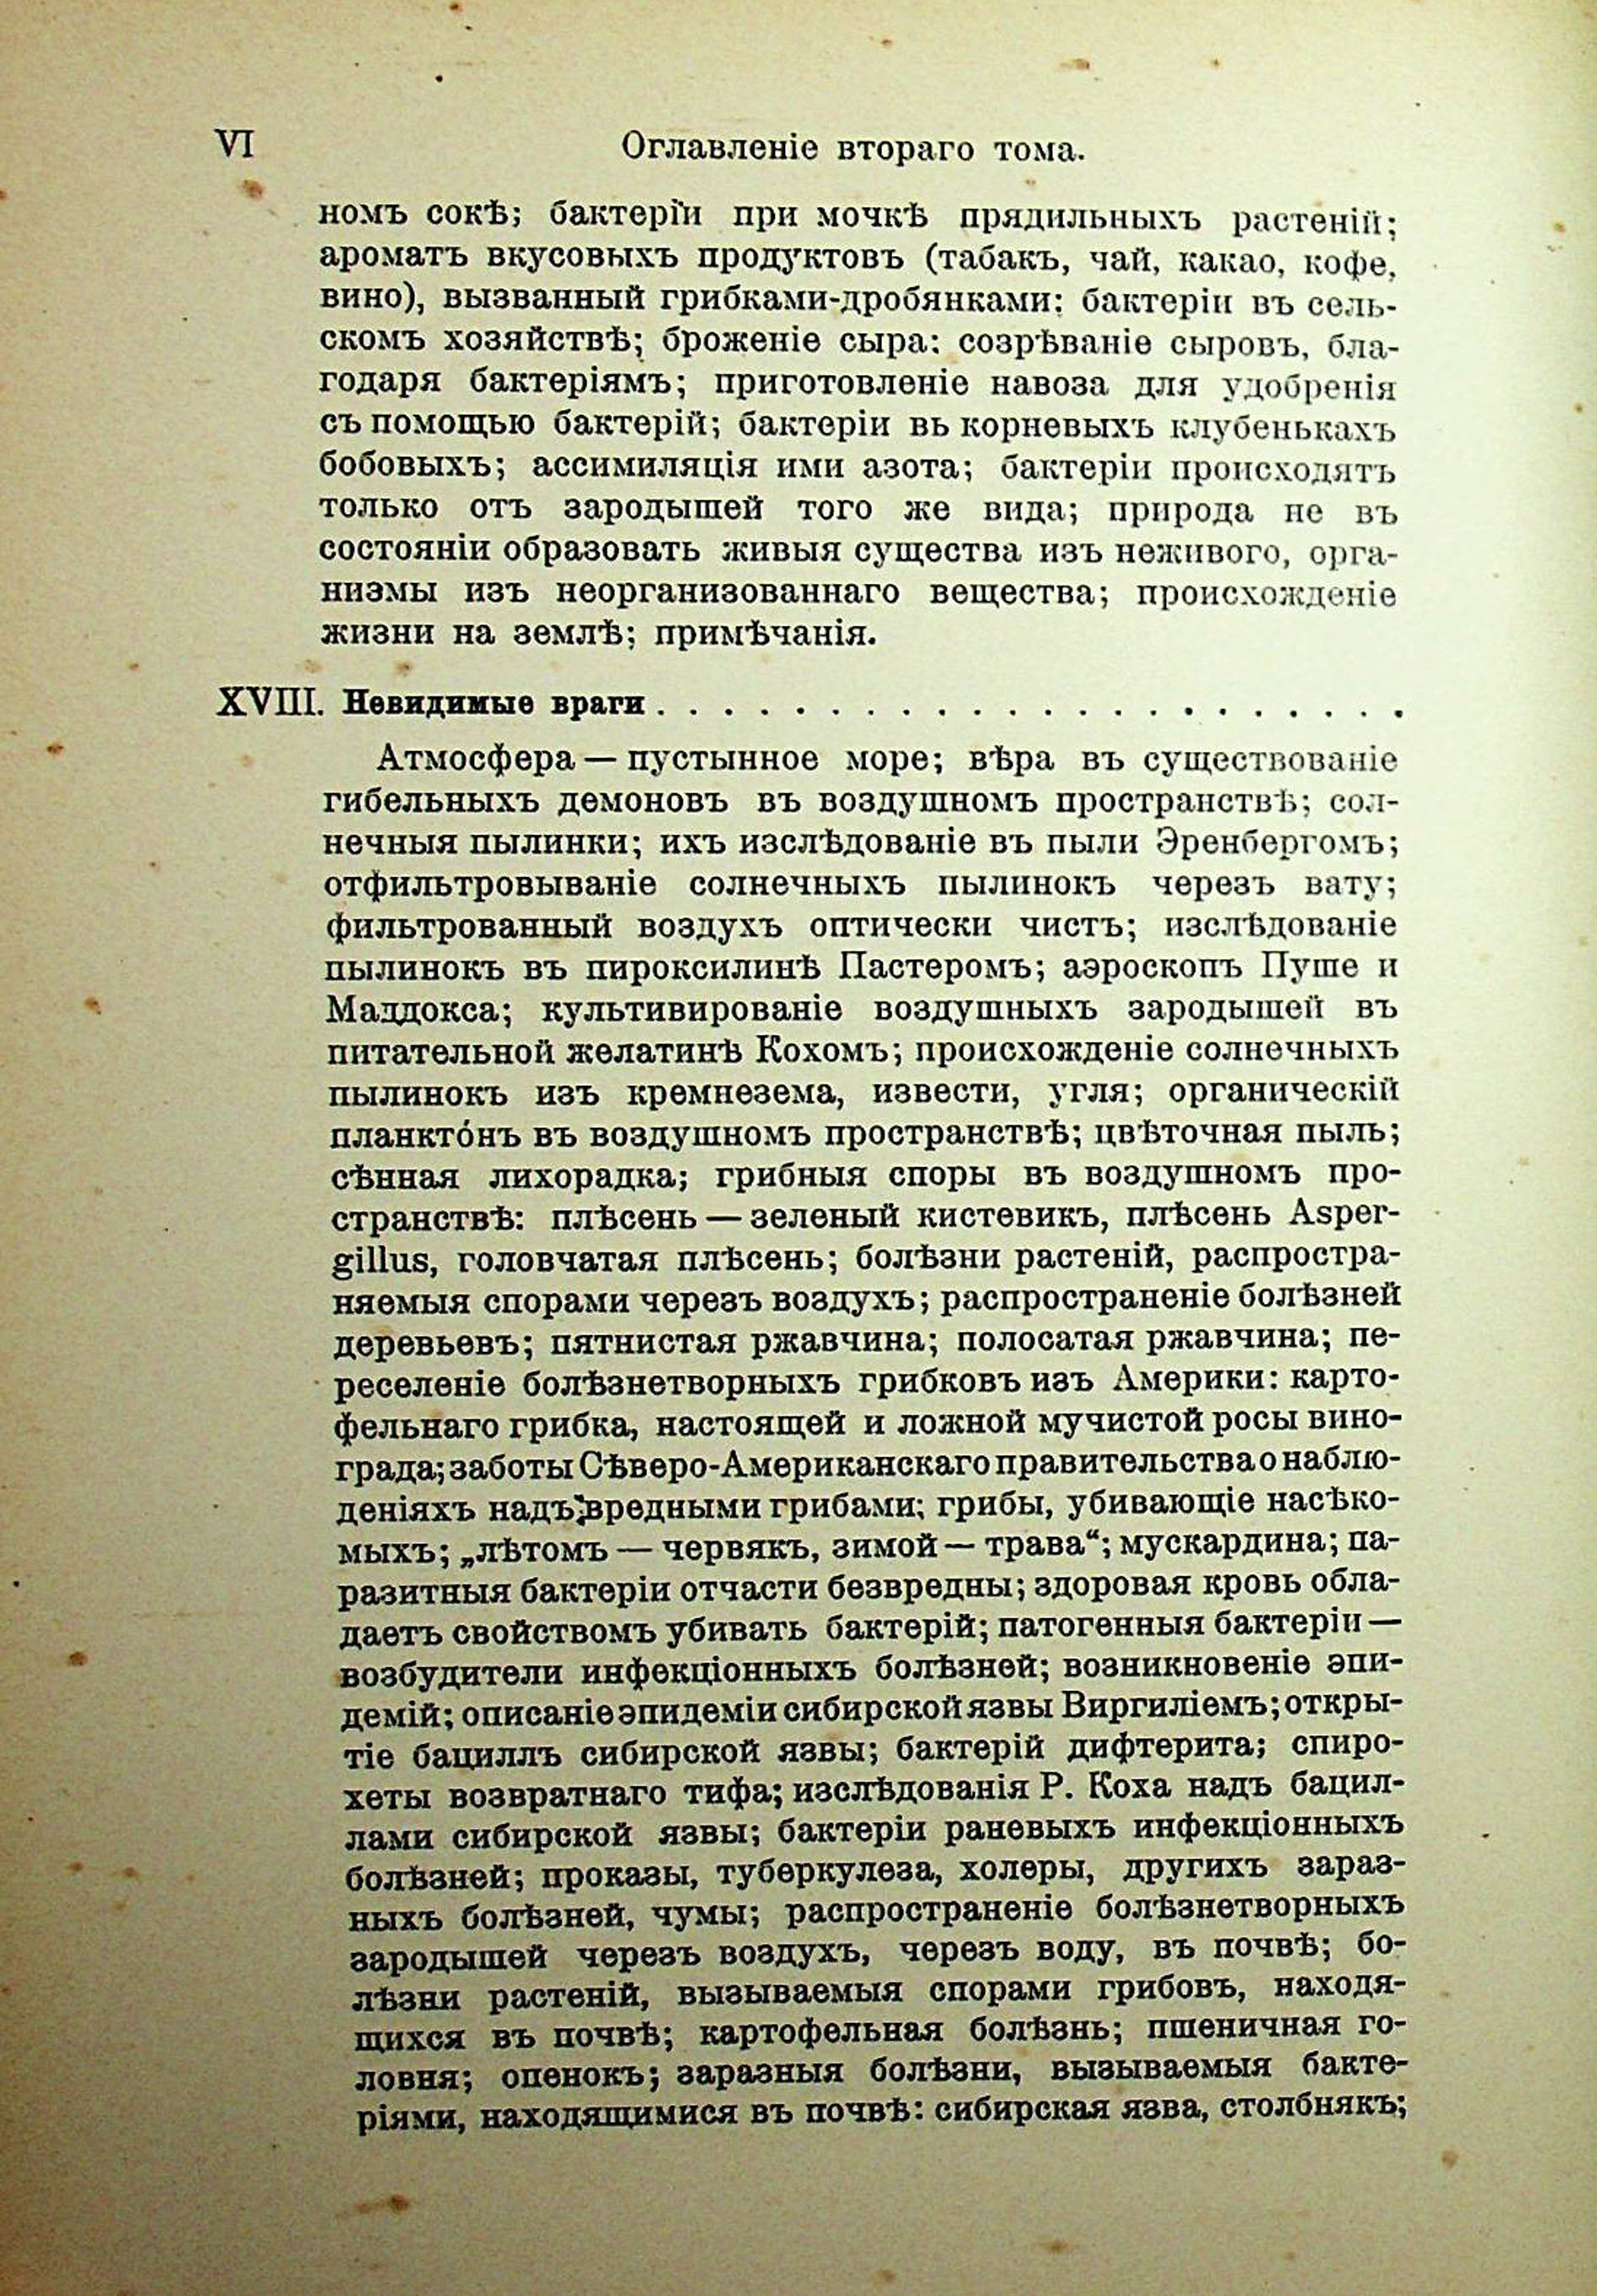 VI
Оглавленіе втораго тома.
номъ сокѣ; бактеріи при мочкѣ прядильныхъ растеній;
ароматъ вкусовыхъ продуктовъ (табакъ, чай, какао, кофе,
вино), вызванный грибками-дробянками; бактеріи въ сель-
скомъ хозяйствѣ; броженіе сыра: созрѣваніе сыровъ, бла-
годаря бактеріямъ; приготовленіе навоза для удобренія
съ помощью бактерій; бактеріи вь корневыхъ клубенькахъ
бобовыхъ; ассимиляція ими азота; бактеріи происходятъ
только отъ зародышей того же вида; природа не въ
состояніи образовать живыя существа изъ неживого, орга-
низмы изъ неорганизованнаго вещества; происхожденіе
жизни на землѣ; примѣчанія.
XVIII. Невидимые враги . . . . . . . . . . . . . . . . . . . . . .
Атмосфера — пустынное море; вѣра въ существованіе
гибельныхъ демоновъ въ воздушномъ пространствѣ; сол-
нечныя пылинки; ихъ изслѣдованіе въ пыли Эренбергомъ;
отфильтровываніе солнечныхъ пылинокъ черезъ вату;
фильтрованный воздухъ оптически чистъ; изслѣдованіе
пылинокъ въ пироксилинѣ Пастеромъ; аэроскопъ Пуше и
Маддокса; культивированіе воздушныхъ зародышей въ
питательной желатинѣ Кохомъ; происхожденіе солнечныхъ
пылинокъ изъ кремнезема, извести, угля; органическій
планкто́нъ въ воздушномъ пространствѣ; цвѣточная пыль;
сѣнная лихорадка; грибныя споры въ воздушномъ про-
странствѣ: плѣсень — зеленый кистевикъ, плѣсень Asper-
gillus, головчатая плѣсень; болѣзни растеній, распростра-
няемыя спорами черезъ воздухъ; распространеніе болѣзней
деревьевъ; пятнистая ржавчина; полосатая ржавчина; пе-
реселеніе болѣзнетворныхъ грибковъ изъ Америки: карто-
фельнаго грибка, настоящей и ложной мучистой росы вино-
града; заботы Сѣверо-Американскаго правительства о наблю-
деніяхъ надъ вредными грибами; грибы, убивающіе насѣко-
мыхъ; „лѣтомъ — червякъ, зимой — трава“; мускардина; па-
разитныя бактеріи отчасти безвредны; здоровая кровь обла-
даетъ свойствомъ убивать бактерій; патогенныя бактеріи —
возбудители инфекціонныхъ болѣзней; возникновеніе эпи-
демій; описаніе эпидеміи сибирской язвы Виргиліемъ; откры-
тіе бациллъ сибирской язвы; бактерій дифтерита; спиро-
хеты возвратнаго тифа; изслѣдованія Р. Коха надъ бацил-
лами сибирской язвы; бактеріи раневыхъ инфекціонныхъ
болѣзней; проказы, туберкулеза, холеры, другихъ зараз-
ныхъ болѣзней, чумы; распространеніе болѣзнетворныхъ
зародышей черезъ воздухъ, черезъ воду, въ почвѣ; бо-
лѣзни растеній, вызываемыя спорами грибовъ, находя-
щихся въ почвѣ; картофельная болѣзнь; пшеничная го-
ловня; опенокъ; заразныя болѣзни, вызываемыя бакте-
ріями, находящимися въ почвѣ: сибирская язва, столбнякъ;